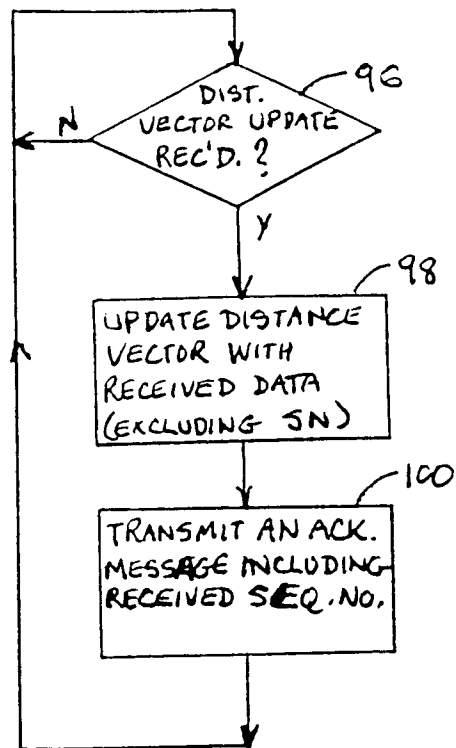 96
DIST.
VECTOR UPDATE
REC'D.?
N
Y
98
UPDATE DISTANCE
VECTOR WITH
RECEIVED DATA
(EXCLUDING SN)
100
TRANSMIT AN ACK.
MESSAGE INCLUDING
RECEIVED SEQ.NO.